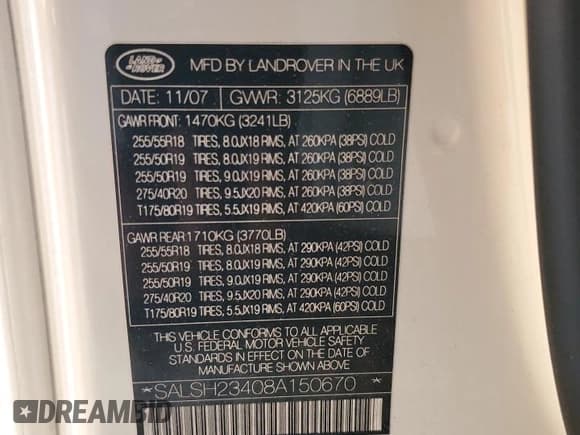 LAND
ROVER
MFD BY LANDROVER IN THE UK
DATE: 11/07 GVWR: 3125KG (6889LB)
GAWR FRONT: 1470KG (3241LB)
255/55R18 TIRES, 8.0JX18 RIMS, AT 260KPA (38PSI) COLD
255/50R19 TIRES, 8.0JX19 RIMS, AT 260KPA (38PSI) COLD
255/50R19 TIRES, 9.0JX19 RIMS, AT 260KPA (38PSI) COLD
275/40R20 TIRES, 9.5JX20 RIMS, AT 260KPA (38PSI) COLD
T175/80R19 TIRES, 5.5JX19 RIMS, AT 420KPA (60PSI) COLD
GAWR REAR: 1710KG (3770LB)
255/55R18 TIRES, 8.0JX18 RIMS, AT 290KPA (42PSI) COLD
255/50R19 TIRES, 8.0JX19 RIMS, AT 290KPA (42PSI) COLD
255/50R19 TIRES, 9.0JX19 RIMS, AT 290KPA (42PSI) COLD
275/40R20 TIRES, 9.5JX20 RIMS, AT 290KPA (42PSI) COLD
T175/80R19 TIRES, 5.5JX19 RIMS, AT 420KPA (60PSI) COLD
THIS VEHICLE CONFORMS TO ALL APPLICABLE
U.S. FEDERAL MOTOR VEHICLE SAFETY
STANDARDS IN EFFECT ON THE DATE OF
MANUFACTURE SHOWN ABOVE
*SALSH23408A150670*
DREAMBID